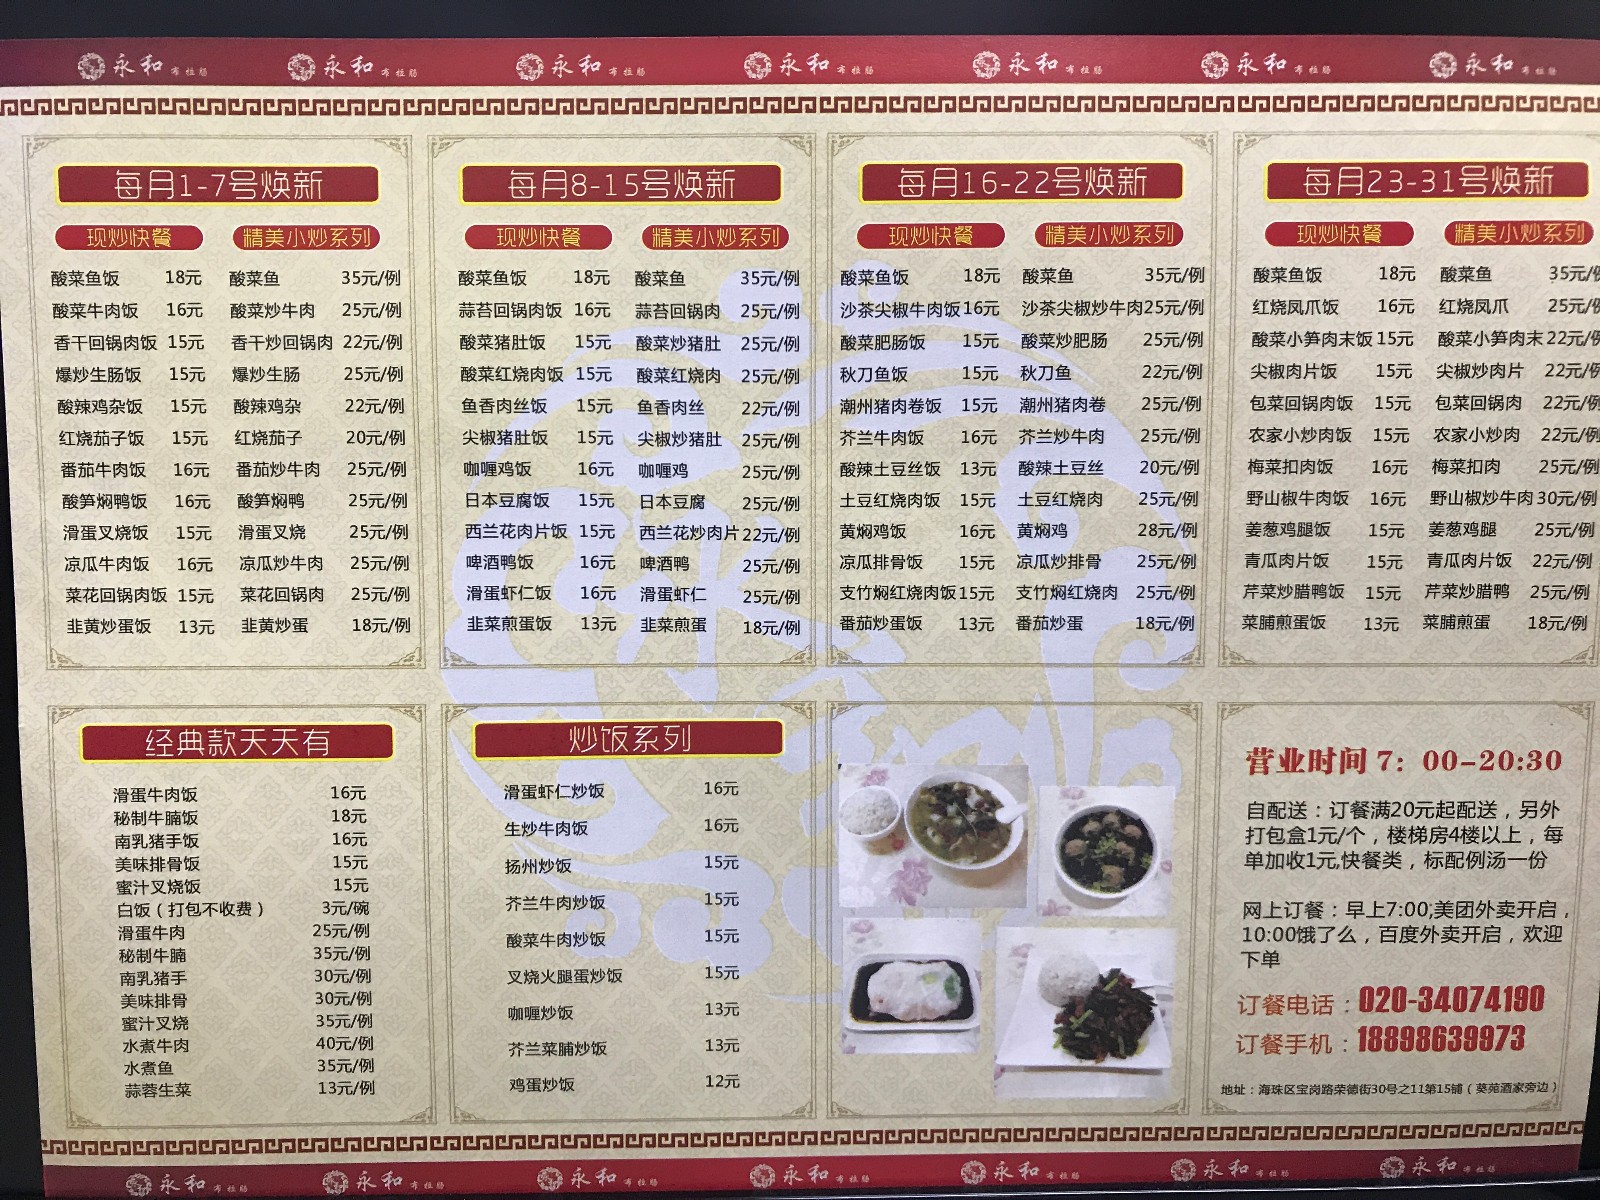 永和 布拉肠 永和 布拉肠 永和 布拉肠 永和 布拉肠 永和 布拉肠 永和 布拉肠 永和 布拉肠
每月1-7号焕新
现炒快餐 精美小炒系列
酸菜鱼饭 18元 酸菜鱼 35元/例
酸菜牛肉饭 16元 酸菜炒牛肉 25元/例
香干回锅肉饭 15元 香干炒回锅肉 22元/例
爆炒生肠饭 15元 爆炒生肠 25元/例
酸辣鸡杂饭 15元 酸辣鸡杂 22元/例
红烧茄子饭 15元 红烧茄子 20元/例
番茄牛肉饭 16元 番茄炒牛肉 25元/例
酸笋焖鸭饭 16元 酸笋焖鸭 25元/例
滑蛋叉烧饭 15元 滑蛋叉烧 25元/例
凉瓜牛肉饭 16元 凉瓜炒牛肉 25元/例
菜花回锅肉饭 15元 菜花回锅肉 25元/例
韭黄炒蛋饭 13元 韭黄炒蛋 18元/例
每月8-15号焕新
现炒快餐 精美小炒系列
酸菜鱼饭 18元 酸菜鱼 35元/例
蒜苔回锅肉饭 16元 蒜苔回锅肉 25元/例
酸菜猪肚饭 15元 酸菜炒猪肚 25元/例
酸菜红烧肉饭 15元 酸菜红烧肉 25元/例
鱼香肉丝饭 15元 鱼香肉丝 22元/例
尖椒猪肚饭 15元 尖椒炒猪肚 25元/例
咖喱鸡饭 16元 咖喱鸡 25元/例
日本豆腐饭 15元 日本豆腐 25元/例
西兰花肉片饭 15元 西兰花炒肉片 22元/例
啤酒鸭饭 16元 啤酒鸭 25元/例
滑蛋虾仁饭 16元 滑蛋虾仁 25元/例
韭菜煎蛋饭 13元 韭菜煎蛋 18元/例
每月16-22号焕新
现炒快餐 精美小炒系列
酸菜鱼饭 18元 酸菜鱼 35元/例
沙茶尖椒牛肉饭 16元 沙茶尖椒炒牛肉 25元/例
酸菜肥肠饭 15元 酸菜炒肥肠 25元/例
秋刀鱼饭 15元 秋刀鱼 22元/例
潮州猪肉卷饭 15元 潮州猪肉卷 25元/例
芥兰牛肉饭 16元 芥兰炒牛肉 25元/例
酸辣土豆丝饭 13元 酸辣土豆丝 20元/例
土豆红烧肉饭 15元 土豆红烧肉 25元/例
黄焖鸡饭 16元 黄焖鸡 28元/例
凉瓜排骨饭 15元 凉瓜炒排骨 25元/例
支竹焖红烧肉饭 15元 支竹焖红烧肉 25元/例
番茄炒蛋饭 13元 番茄炒蛋 18元/例
每月23-31号焕新
现炒快餐 精美小炒系列
酸菜鱼饭 18元 酸菜鱼 35元/例
红烧凤爪饭 16元 红烧凤爪 25元/例
酸菜小笋肉末饭 15元 酸菜小笋肉末 22元/例
尖椒肉片饭 15元 尖椒炒肉片 22元/例
包菜回锅肉饭 15元 包菜回锅肉 22元/例
农家小炒肉饭 15元 农家小炒肉 22元/例
梅菜扣肉饭 16元 梅菜扣肉 25元/例
野山椒牛肉饭 16元 野山椒炒牛肉 30元/例
姜葱鸡腿饭 15元 姜葱鸡腿 25元/例
青瓜肉片饭 15元 青瓜肉片饭 22元/例
芹菜炒腊鸭饭 15元 芹菜炒腊鸭 25元/例
菜脯煎蛋饭 13元 菜脯煎蛋 18元/例
经典款天天有
滑蛋牛肉饭 16元
秘制牛腩饭 18元
南乳猪手饭 16元
美味排骨饭 15元
蜜汁叉烧饭 15元
白饭（打包不收费） 3元/碗
滑蛋牛肉 25元/例
秘制牛腩 35元/例
南乳猪手 30元/例
美味排骨 30元/例
蜜汁叉烧 35元/例
水煮牛肉 40元/例
水煮鱼 35元/例
蒜蓉生菜 13元/例
炒饭系列
滑蛋虾仁炒饭 16元
生炒牛肉饭 16元
扬州炒饭 15元
芥兰牛肉炒饭 15元
酸菜牛肉炒饭 15元
叉烧火腿蛋炒饭 15元
咖喱炒饭 13元
芥兰菜脯炒饭 13元
鸡蛋炒饭 12元
营业时间 7：00-20:30
自配送：订餐满20元起配送，另外
打包盒1元/个，楼梯房4楼以上，每
单加收1元,快餐类，标配例汤一份
网上订餐：早上7:00,美团外卖开启，
10:00饿了么，百度外卖开启，欢迎
下单
订餐电话：020-34074190
订餐手机：18898639973
地址：海珠区宝岗路荣德街30号之11第15铺（葵苑酒家旁边）
永和 布拉肠 永和 布拉肠 永和 布拉肠 永和 布拉肠 永和 布拉肠 永和 布拉肠 永和 布拉肠